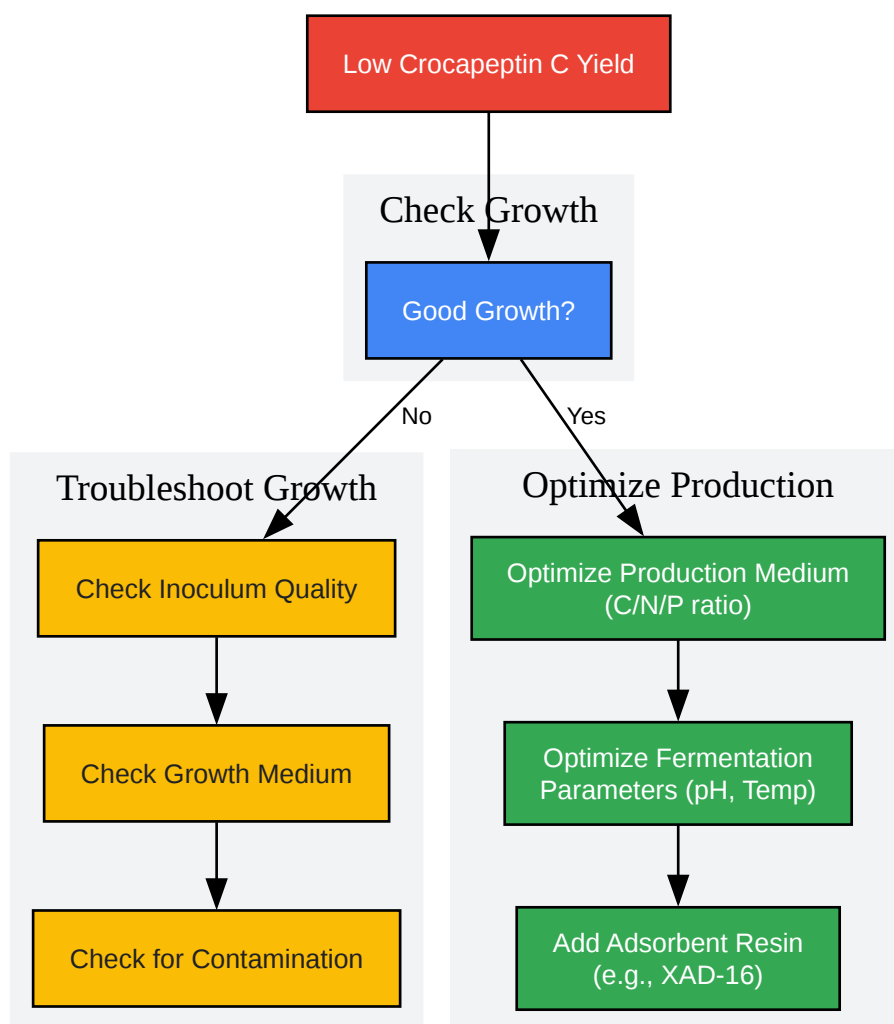 Low Crocapeptin C Yield
Check Growth
Good Growth?
No
Yes
Troubleshoot Growth
Check Inoculum Quality
Check Growth Medium
Check for Contamination
Optimize Production
Optimize Production Medium
(C/N/P ratio)
Optimize Fermentation
Parameters (pH, Temp)
Add Adsorbent Resin
(e.g., XAD-16)